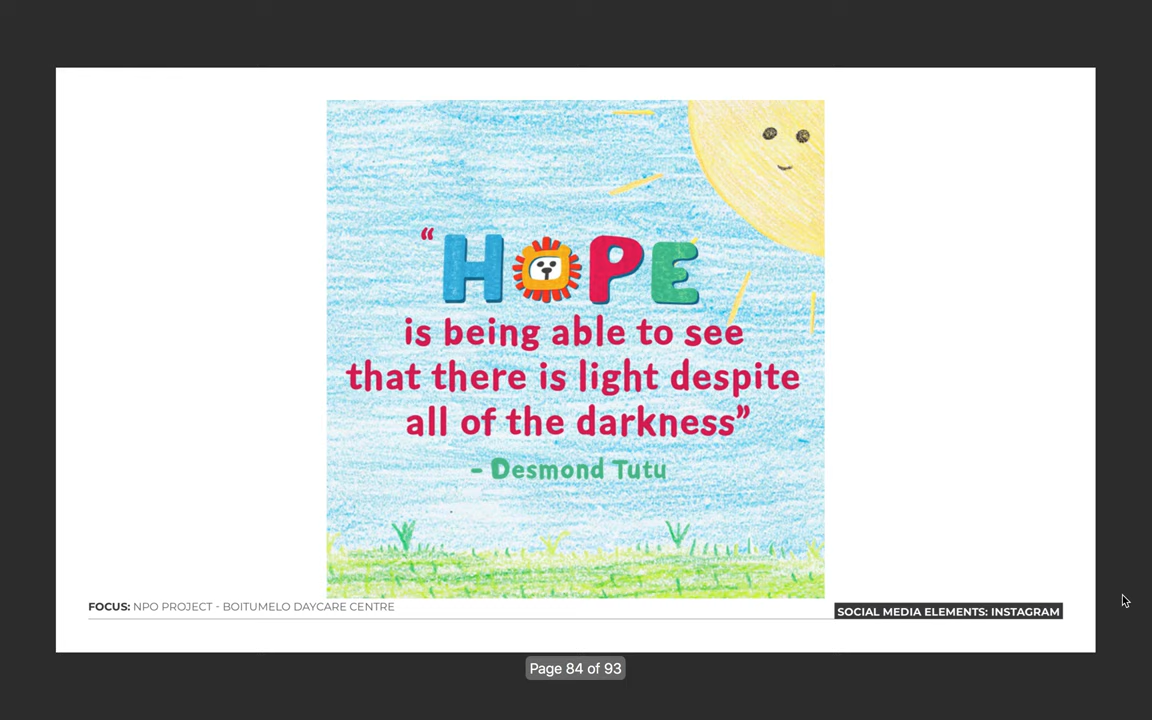 “HOPE
is being able to see
that there is light despite
all of the darkness”
- Desmond Tutu
FOCUS: NPO PROJECT - BOITUMELO DAYCARE CENTRE
SOCIAL MEDIA ELEMENTS: INSTAGRAM
Page 84 of 93